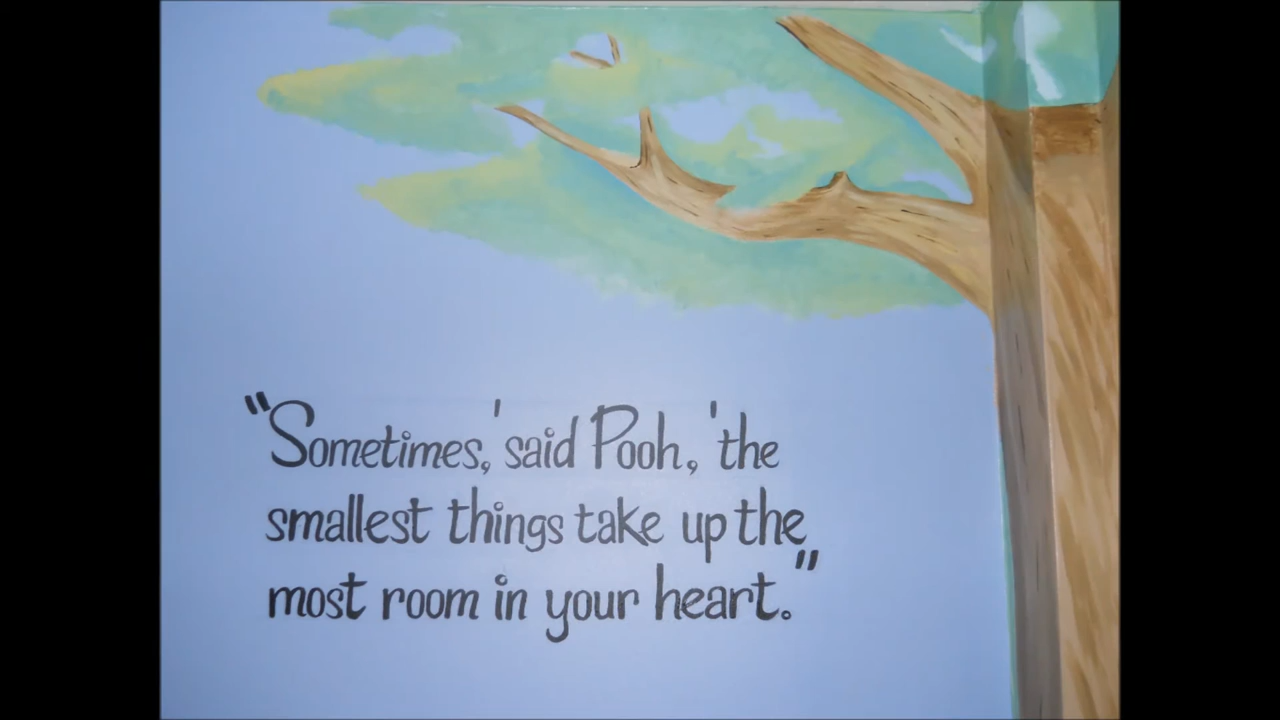 "Sometimes,' said Pooh, 'the
smallest things take up the
most room in your heart."